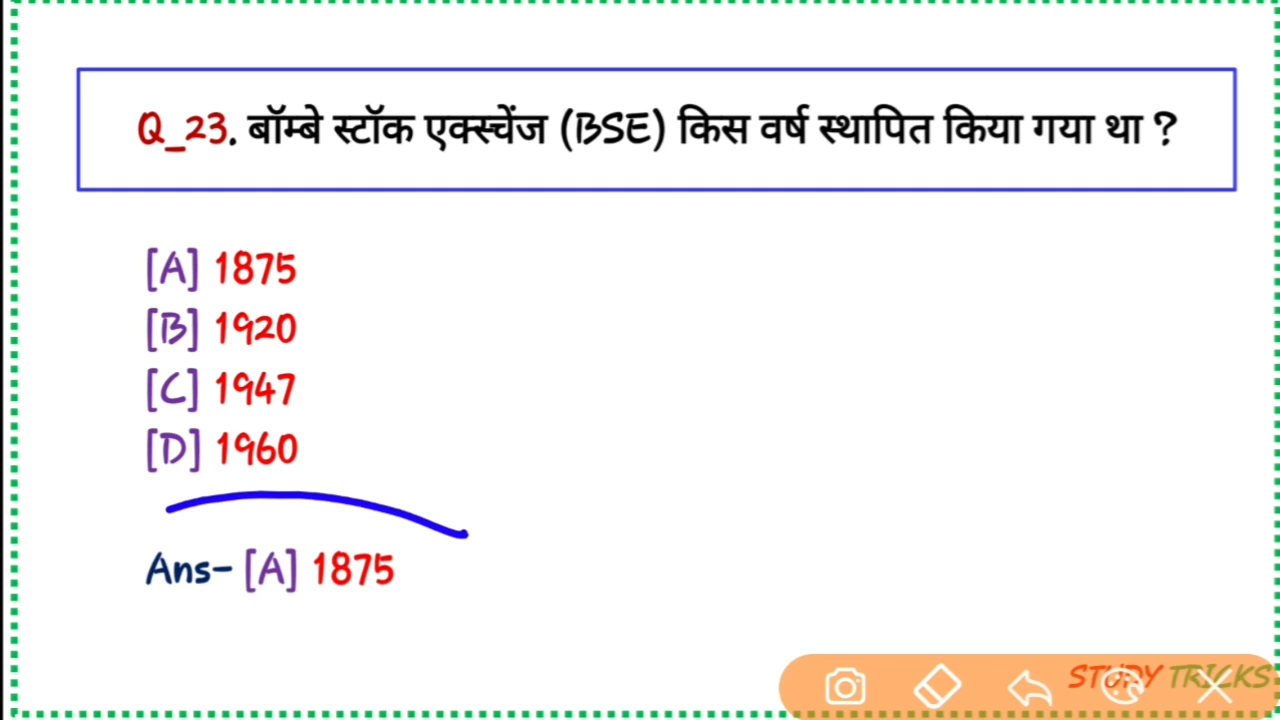 Q_23. बॉम्बे स्टॉक एक्स्चेंज (BSE) किस वर्ष स्थापित किया गया था ?
[A] 1875
[B] 1920
[C] 1947
[D] 1960
Ans- [A] 1875
STUDY TRICKS